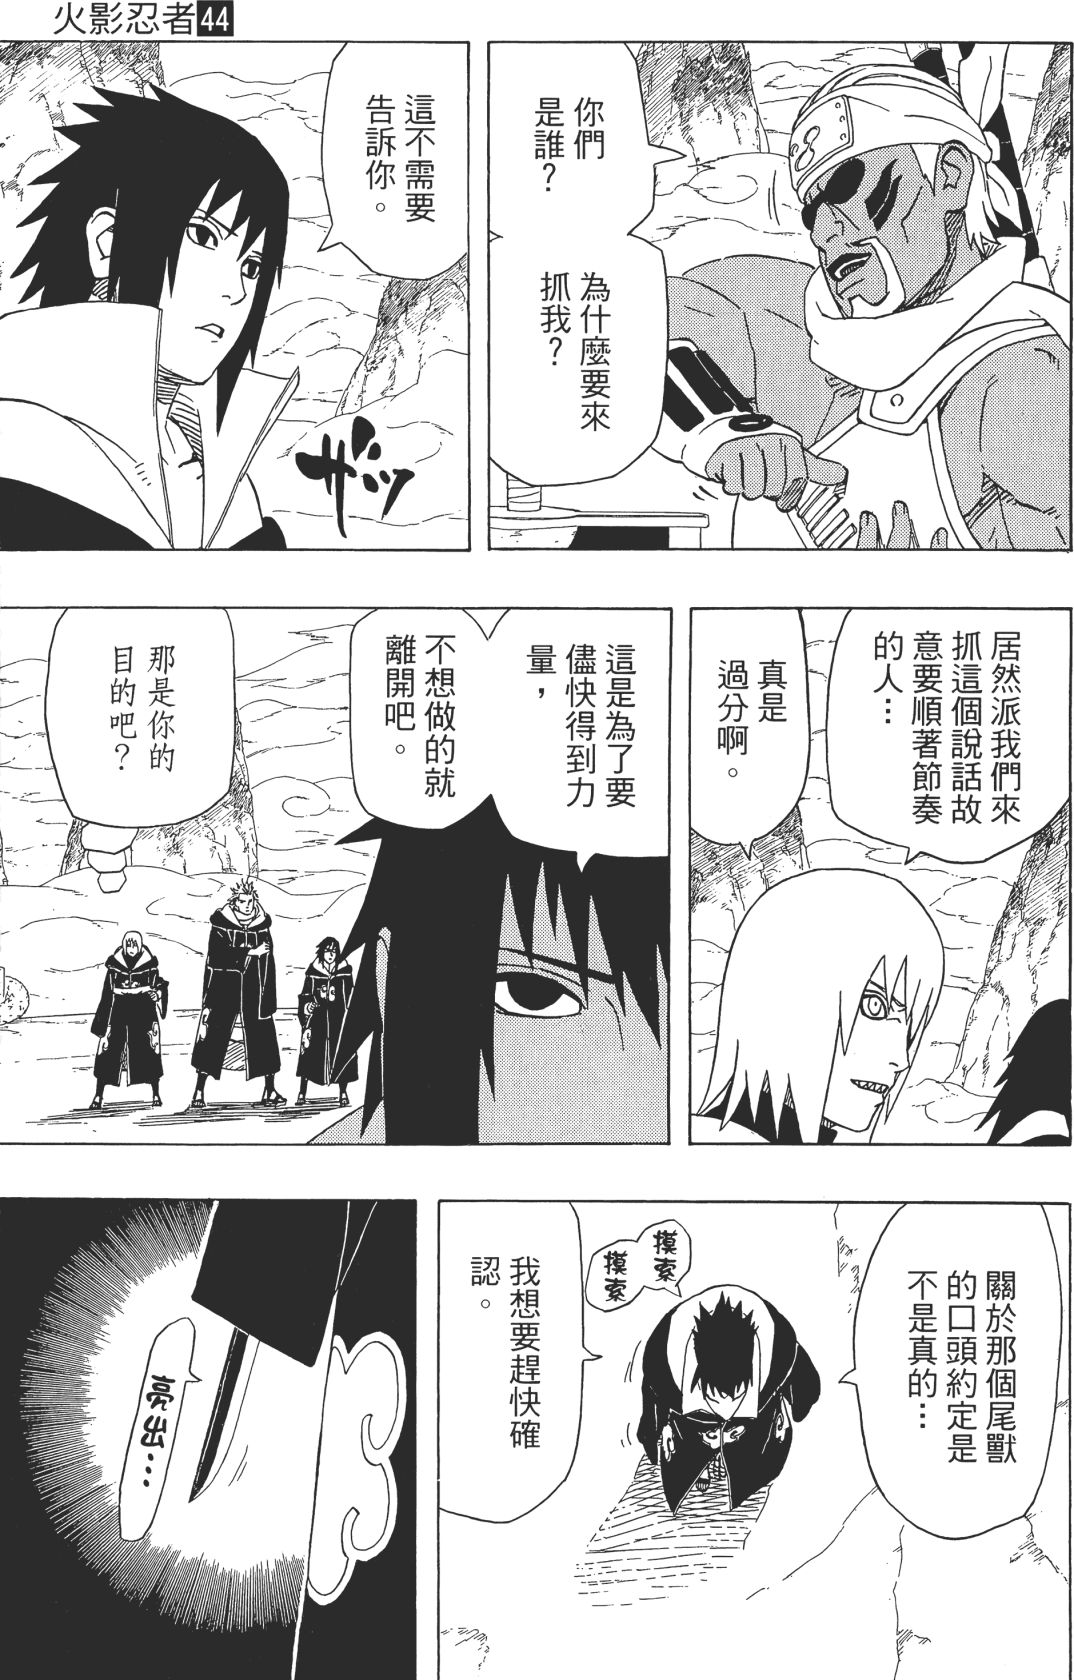 火影忍者44
你們
是誰?
為什麼要來
抓我?
這不需要
告訴你。
ザッ
居然派我們來
抓這個說話故
意要順著節奏
的人…
真是
過分啊。
這是為了要
儘快得到力
量，
不想做的就
離開吧。
那是你的
目的吧?
關於那個尾獸
的口頭約定是
不是真的…
摸索
摸索
我想要趕快確
認。
亮出…